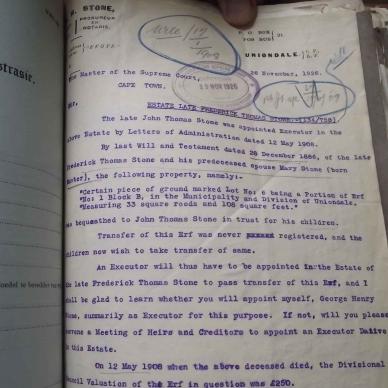 STONE,
PROCUREUR
EN
NOTARIS.
P. O. BOX
POSBUS 21.
UNIONDALE.
The Master of the Supreme Court,
26 November, 1926.
CAPE TOWN.
NOV 1926
Sir,
ESTATE LATE FREDERICK THOMAS STONE
The late John Thomas Stone was appointed Executor in the
above Estate by Letters of Administration dated 12 May 1908.
By last Will and Testament dated 28 December 1886, of the late
Frederick Thomas Stone and his predeceased spouse Mary Stone (born
the following property, namely:-
"Certain piece of ground marked Lot No: 6 being a Portion of Erf
"No: 1 Block B, in the Municipality and Division of Uniondale.
"Measuring 33 square roods and 108 square feet."
was bequeathed to John Thomas Stone in trust for his children.
Transfer of this Erf was never registered, and the
children now wish to take transfer of same.
An Executor will thus have to be appointed in the Estate of
the late Frederick Thomas Stone to pass transfer of this Erf, and I
shall be glad to learn whether you will appoint myself, George Henry
Stone, summarily as Executor for this purpose. If not, will you please
convene a Meeting of Heirs and Creditors to appoint an Executor Dative
in this Estate.
On 12 May 1908 when the above deceased died, the Divisional
Council Valuation of the Erf in question was £250.